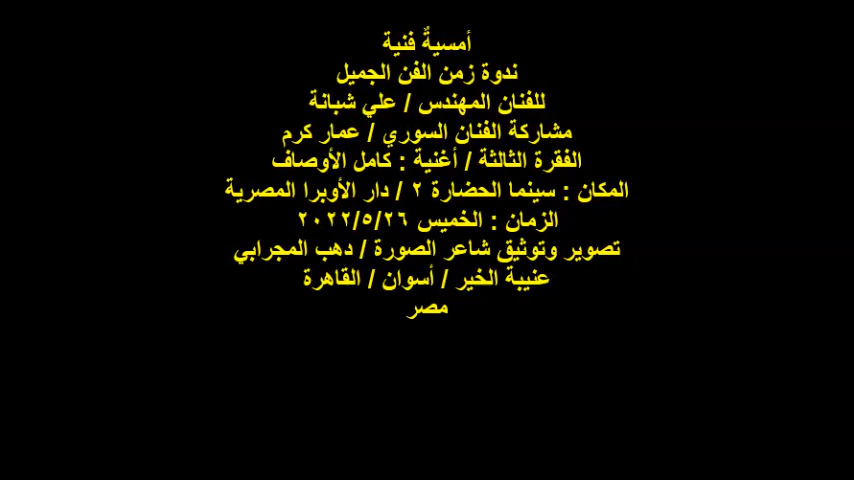 أمسيةٌ فنية
ندوة زمن الفن الجميل
للفنان المهندس / علي شبانة
مشاركة الفنان السوري / عمار كرم
الفقرة الثالثة / أغنية : كامل الأوصاف
المكان : سينما الحضارة ٢ / دار الأوبرا المصرية
الزمان : الخميس ٢٠٢٢/٥/٢٦
تصوير وتوثيق شاعر الصورة / دهب المجرابي
عنيبة الخير / أسوان / القاهرة
مصر